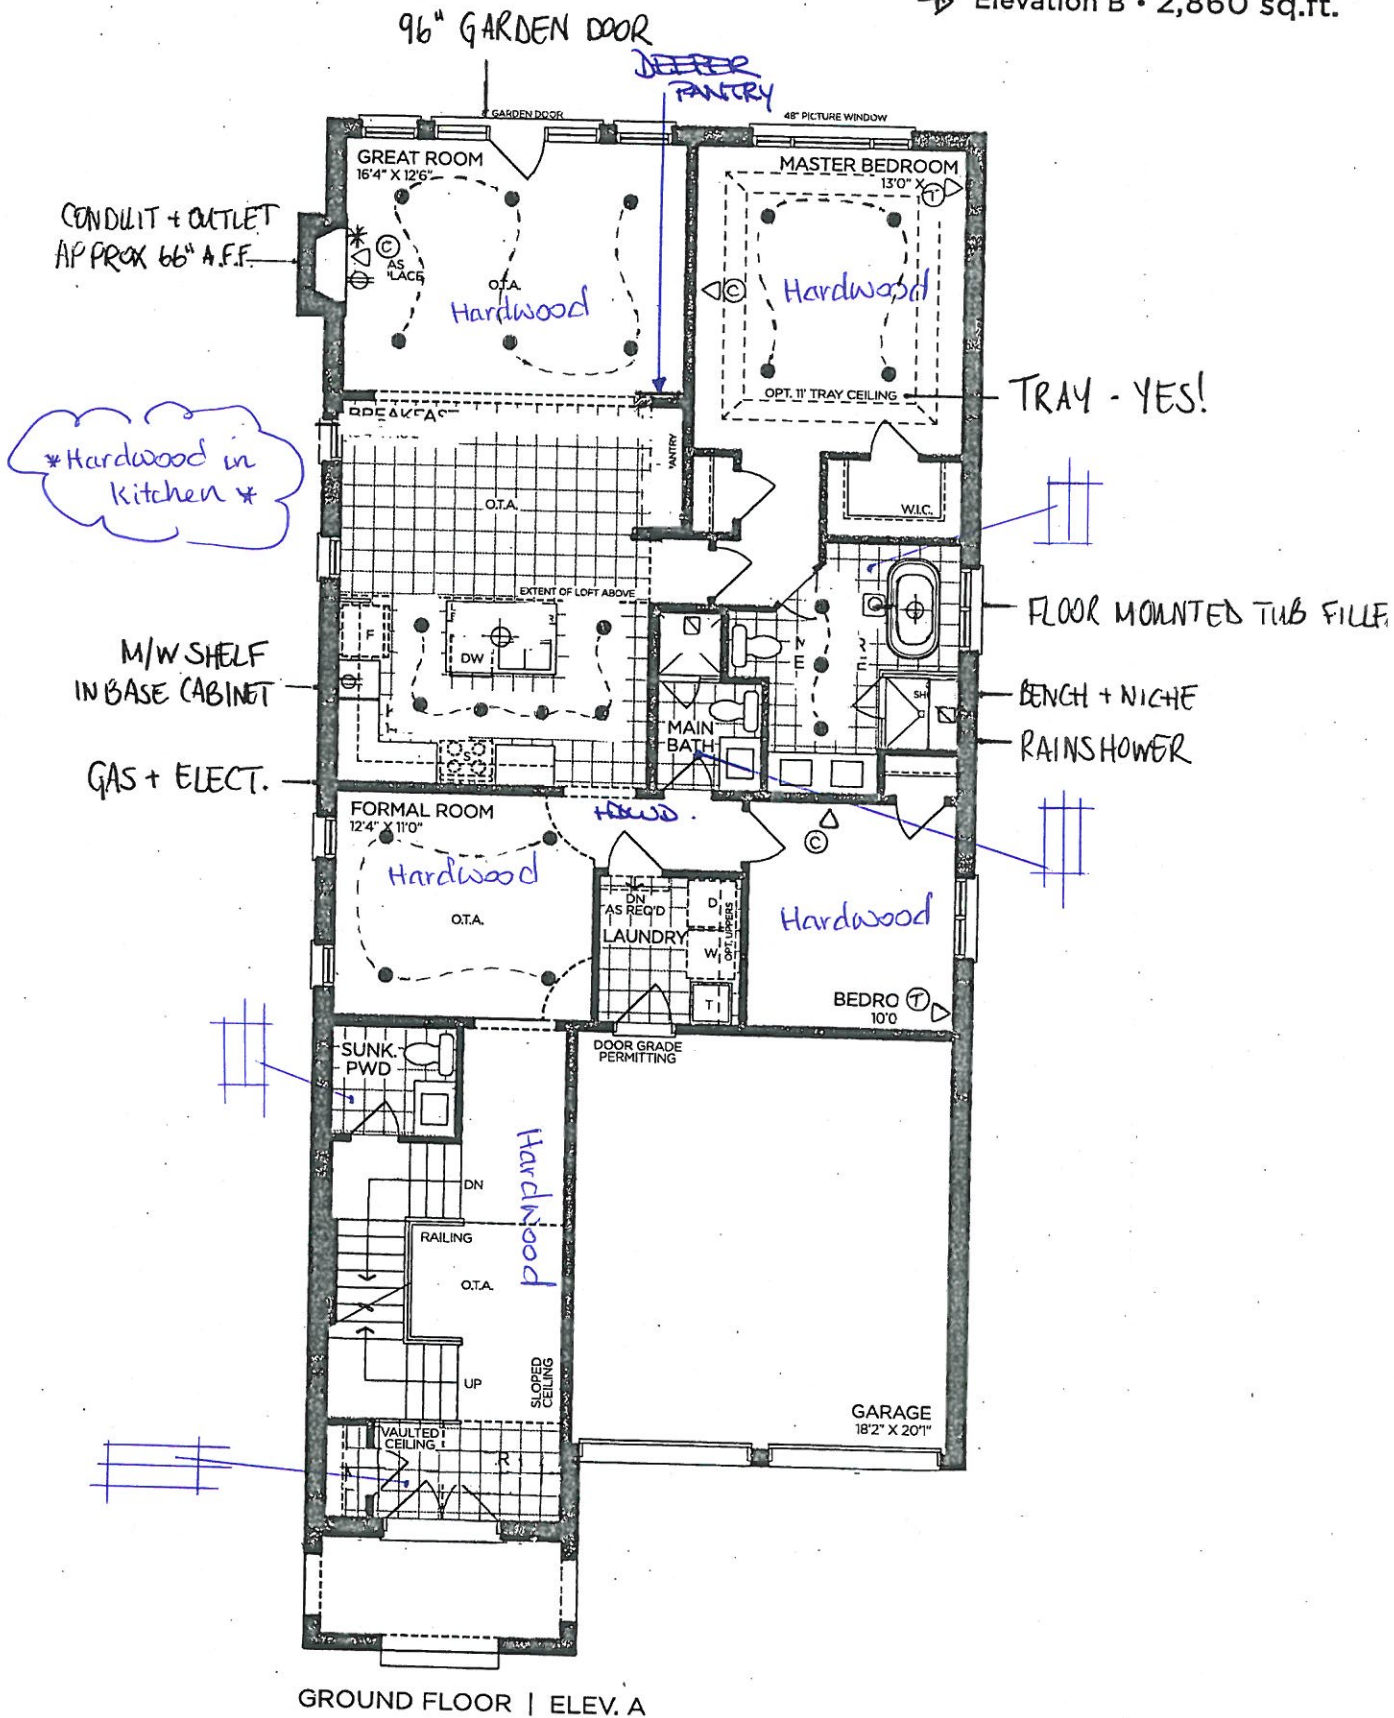 Elevation B • 2,860 sq.ft.
96" GARDEN DOOR
DEEPER
PANTRY
GARDEN DOOR
48" PICTURE WINDOW
GREAT ROOM
16'4" X 12'6"
MASTER BEDROOM
13'0" X
T
CONDUIT + OUTLET
APPROX 66" A.F.F.
C
AS
LACE
O.T.A.
Hardwood
C
Hardwood
OPT. 11' TRAY CEILING
TRAY - YES!
BREAKFAST
*Hardwood in
Kitchen *
ANTRY
O.T.A.
W.I.C.
EXTENT OF LOFT ABOVE
FLOOR MOUNTED TUB FILLE
F
DW
M/W SHELF
IN BASE CABINET
SH
BENCH + NICHE
MAIN
BATH
RAINSHOWER
S
GAS + ELECT.
FORMAL ROOM
12'4" X 11'0"
HDWD.
C
Hardwood
O.T.A.
DN
AS REQ'D
D
LAUNDRY
W
OPT. UPPERS
T
Hardwood
BEDRO
T
10'0
SUNK.
PWD
DOOR GRADE
PERMITTING
Hardwood
DN
RAILING
O.T.A.
UP
SLOPED
CEILING
GARAGE
18'2" X 20'1"
VAULTED
CEILING
R
GROUND FLOOR | ELEV. A